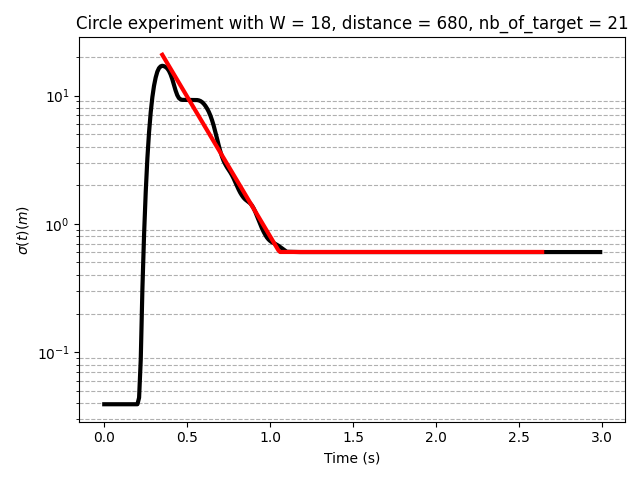 Circle experiment with W = 18, distance = 680, nb_of_target = 21
σ(t)(m)
10¹
10⁰
10⁻¹
0.0 0.5 1.0 1.5 2.0 2.5 3.0
Time (s)